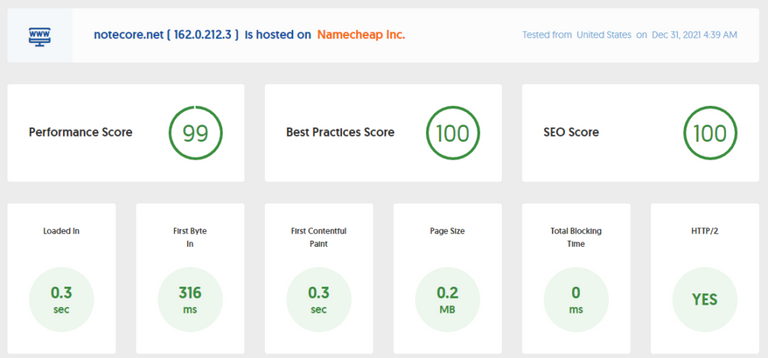 WWW
notecore.net ( 162.0.212.3 ) is hosted on Namecheap Inc.
Tested from United States on Dec 31, 2021 4:39 AM
Performance Score
99
Best Practices Score
100
SEO Score
100
Loaded In
0.3
sec
First Byte
In
316
ms
First Contentful
Paint
0.3
sec
Page Size
0.2
MB
Total Blocking
Time
0
ms
HTTP/2
YES